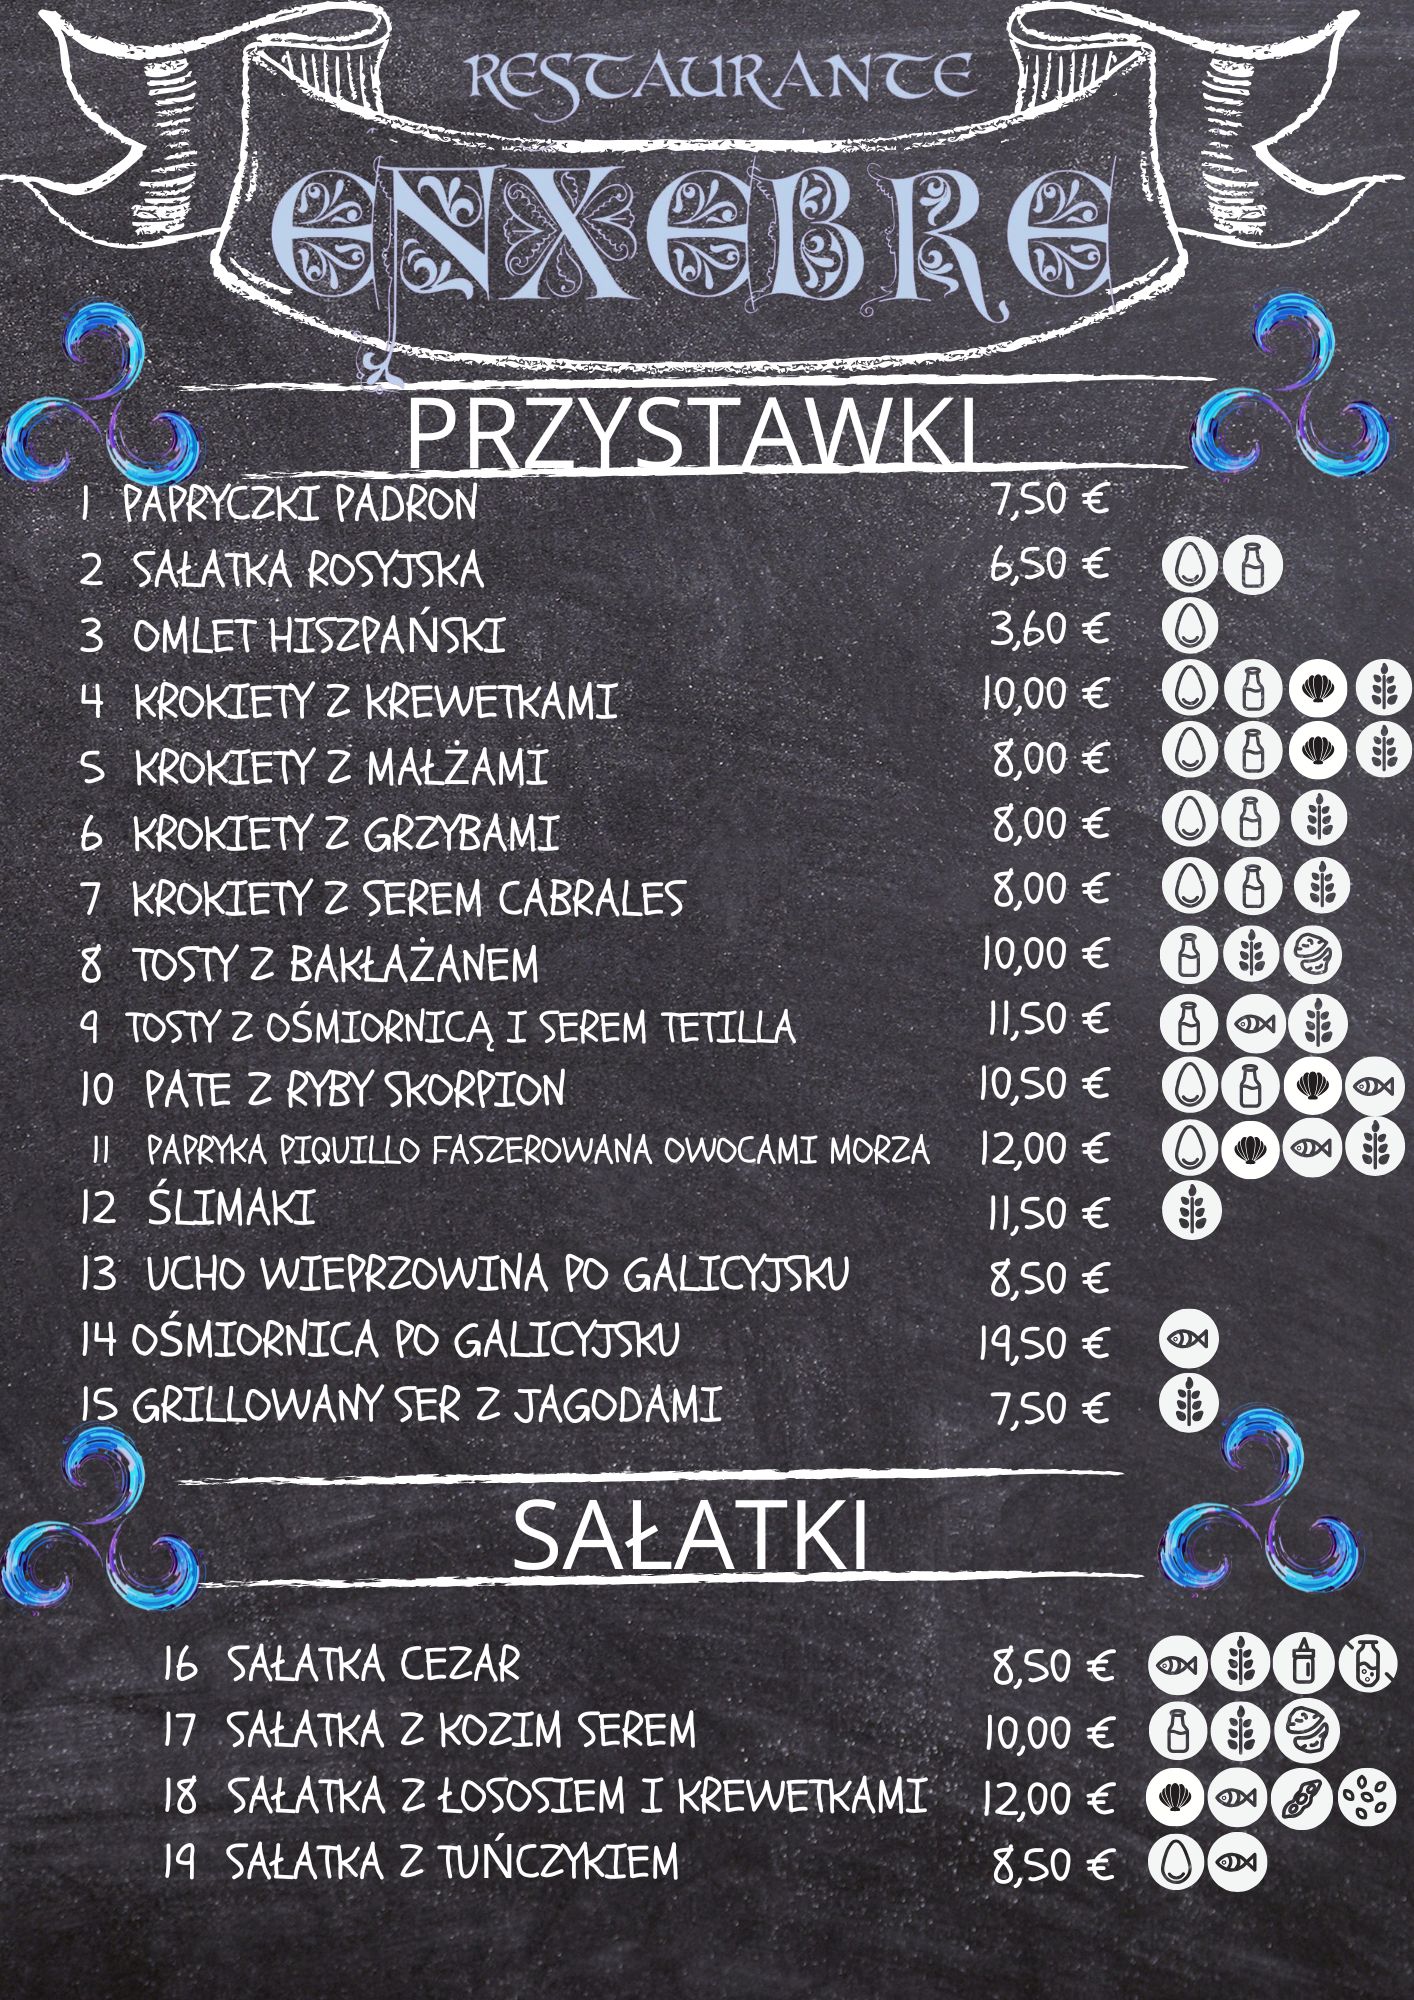 RESTAURANTE
ENXEBRE
PRZYSTAWKI
1 PAPRYCZKI PADRON 7,50 €
2 SAŁATKA ROSYJSKA 6,50 €
3 OMLET HISZPAŃSKI 3,60 €
4 KROKIETY Z KREWETKAMI 10,00 €
5 KROKIETY Z MAŁŻAMI 8,00 €
6 KROKIETY Z GRZYBAMI 8,00 €
7 KROKIETY Z SEREM CABRALES 8,00 €
8 TOSTY Z BAKŁAŻANEM 10,00 €
9 TOSTY Z OŚMIORNICĄ I SEREM TETILLA 11,50 €
10 PATE Z RYBY SKORPION 10,50 €
11 PAPRYKA PIQUILLO FASZEROWANA OWOCAMI MORZA 12,00 €
12 ŚLIMAKI 11,50 €
13 UCHO WIEPRZOWINA PO GALICYJSKU 8,50 €
14 OŚMIORNICA PO GALICYJSKU 19,50 €
15 GRILLOWANY SER Z JAGODAMI 7,50 €
SAŁATKI
16 SAŁATKA CEZAR 8,50 €
17 SAŁATKA Z KOZIM SEREM 10,00 €
18 SAŁATKA Z ŁOSOSIEM I KREWETKAMI 12,00 €
19 SAŁATKA Z TUŃCZYKIEM 8,50 €